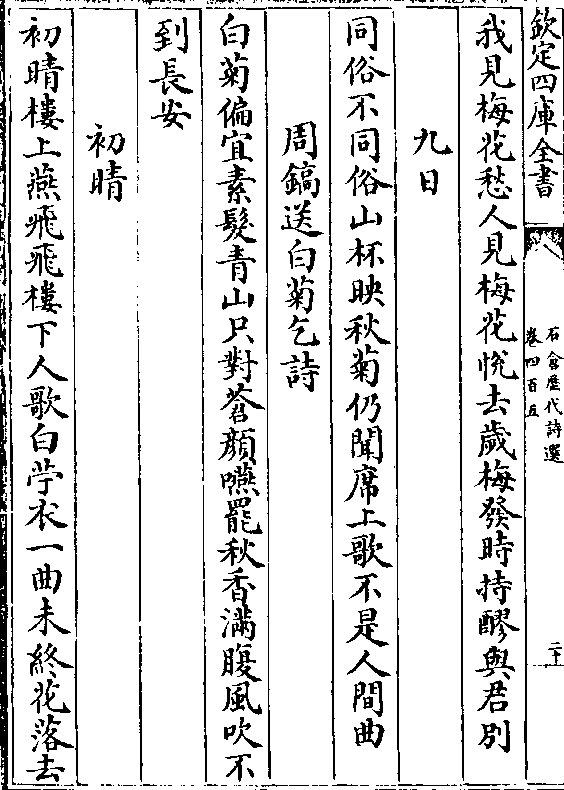 欽定四庫全書
石倉歷代詩選
卷四百五
二十
我見梅花愁人見梅花悅去歲梅發時持醪與君別
九日
同俗不同俗山杯映秋菊仍聞席上歌不是人間曲
周鎬送白菊乞詩
白菊偏宜素髮青山只對蒼顔嚥罷秋香滿腹風吹不
到長安
初晴
初晴樓上燕飛飛樓下人歌白苧衣一曲未終花落去